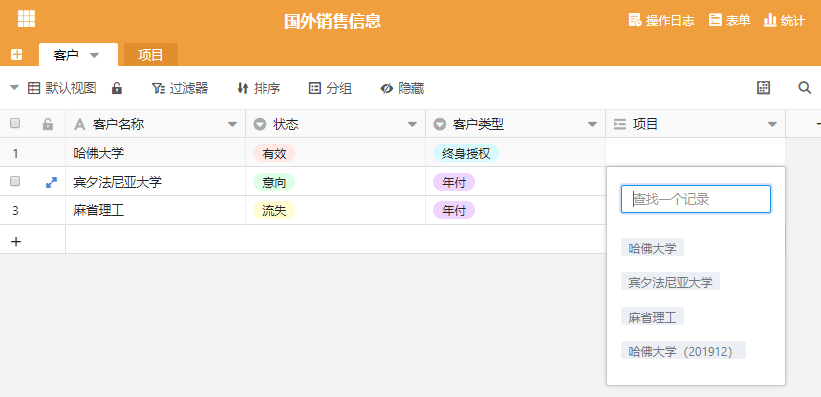 国外销售信息
操作日志 表单 统计
客户 项目
默认视图 过滤器 排序 分组 隐藏
客户名称 状态 客户类型 项目
1 哈佛大学 有效 终身授权
宾夕法尼亚大学 意向 年付
3 麻省理工 流失 年付
查找一个记录
哈佛大学
宾夕法尼亚大学
麻省理工
哈佛大学（201912）